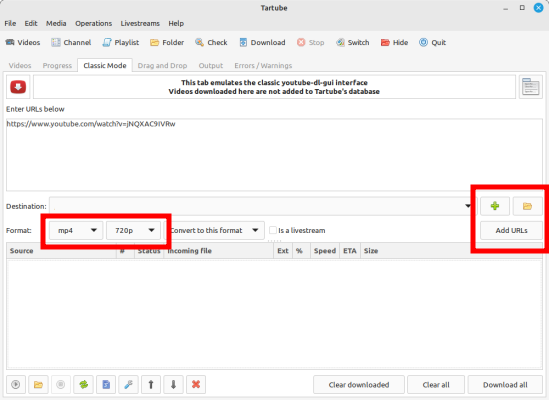 Tartube
File Edit Media Operations Livestreams Help
Videos Channel Playlist Folder Check Download Stop Switch Hide Quit
Videos Progress Classic Mode Drag and Drop Output Errors / Warnings
This tab emulates the classic youtube-dl-gui interface
Videos downloaded here are not added to Tartube's database
Enter URLs below
https://www.youtube.com/watch?v=jNQXAC9IVRw
Destination:
Format: mp4 720p Convert to this format Is a livestream Add URLs
Source # Status Incoming File Ext % Speed ETA Size
Clear downloaded Clear all Download all